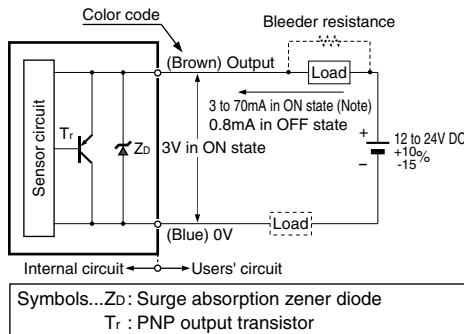 Color code
Bleeder resistance
(Brown) Output
Load
3 to 70mA in ON state (Note)
0.8mA in OFF state
Sensor circuit
Tr
ZD
3V in ON state
+
12 to 24V DC
+10
-15
%
−
(Blue) 0V
Load
Internal circuit
Users' circuit
Symbols...ZD: Surge absorption zener diode
Tr: PNP output transistor